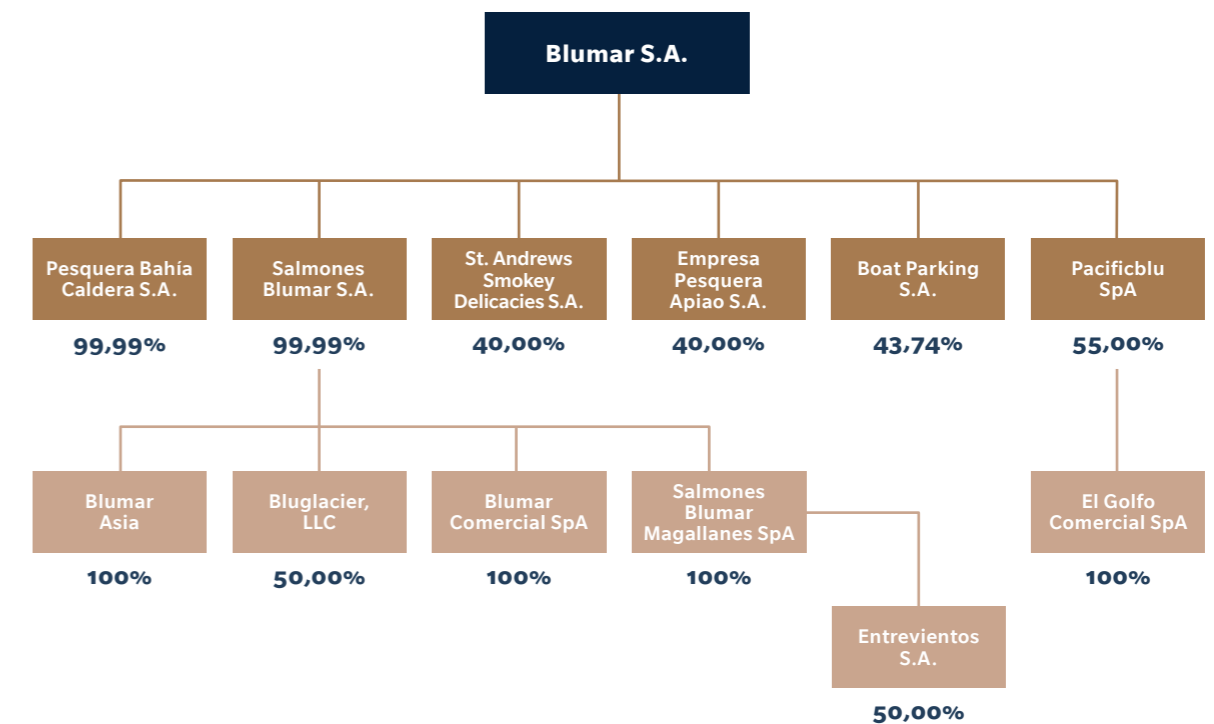 Blumar S.A.
Pesquera Bahía
Caldera S.A.
99,99%
Salmones
Blumar S.A.
99,99%
St. Andrews
Smokey
Delicacies S.A.
40,00%
Empresa
Pesquera
Apiao S.A.
40,00%
Boat Parking
S.A.
43,74%
Pacificblu
SpA
55,00%
Blumar
Asia
100%
Bluglacier,
LLC
50,00%
Blumar
Comercial SpA
100%
Salmones
Blumar
Magallanes SpA
100%
El Golfo
Comercial SpA
100%
Entrevientos
S.A.
50,00%